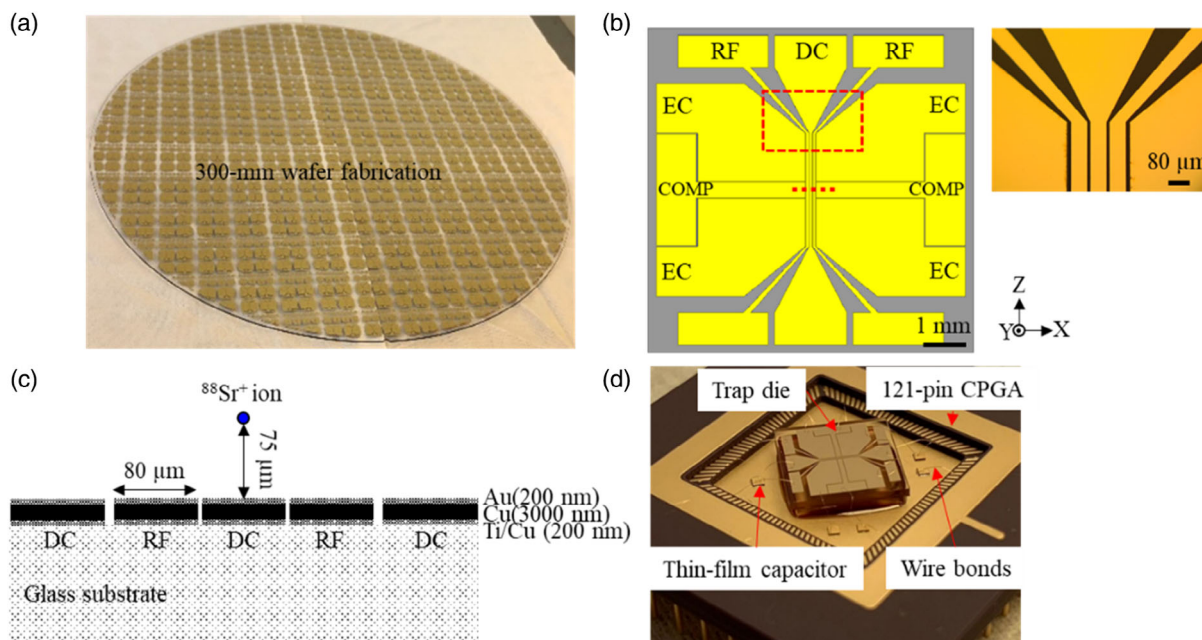 (a)
300-mm wafer fabrication
(b)
RF DC RF
EC EC
COMP COMP
EC EC
1 mm
80 µm
Z
Y X
(c)
⁸⁸Sr⁺ ion
75 µm
80 µm
Au(200 nm)
Cu(3000 nm)
Ti/Cu (200 nm)
DC RF DC RF DC
Glass substrate
(d)
Trap die
121-pin CPGA
Thin-film capacitor
Wire bonds